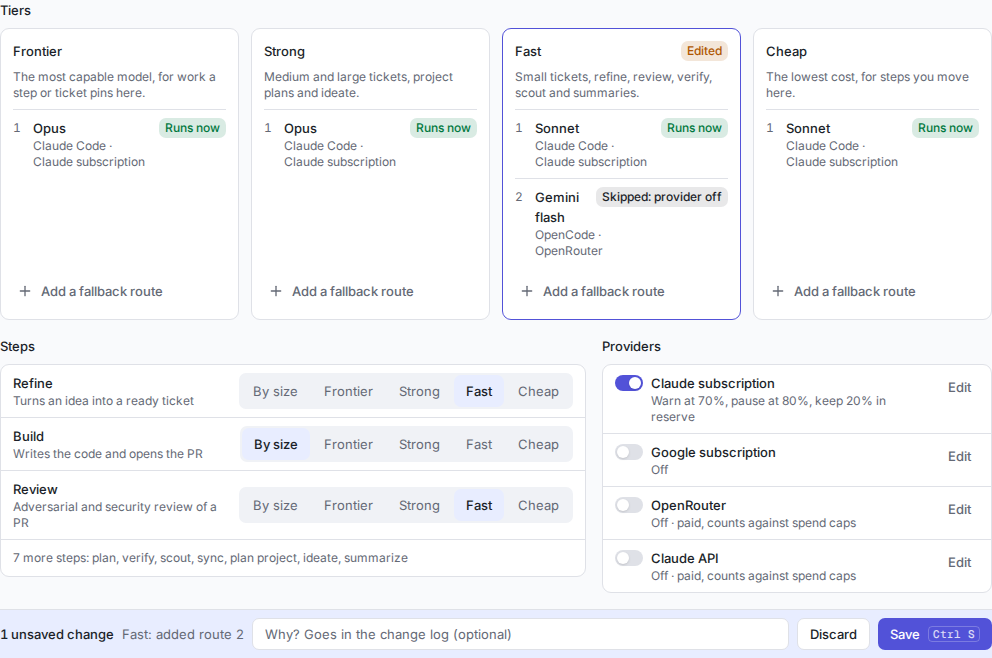 Tiers
Frontier
The most capable model, for work a
step or ticket pins here.
1 Opus Runs now
Claude Code ·
Claude subscription
+ Add a fallback route
Strong
Medium and large tickets, project
plans and ideate.
1 Opus Runs now
Claude Code ·
Claude subscription
+ Add a fallback route
Fast Edited
Small tickets, refine, review, verify,
scout and summaries.
1 Sonnet Runs now
Claude Code ·
Claude subscription
2 Gemini Skipped: provider off
flash
OpenCode ·
OpenRouter
+ Add a fallback route
Cheap
The lowest cost, for steps you move
here.
1 Sonnet Runs now
Claude Code ·
Claude subscription
+ Add a fallback route
Steps
Refine
Turns an idea into a ready ticket
By size Frontier Strong Fast Cheap
Build
Writes the code and opens the PR
By size Frontier Strong Fast Cheap
Review
Adversarial and security review of a
PR
By size Frontier Strong Fast Cheap
7 more steps: plan, verify, scout, sync, plan project, ideate, summarize
Providers
Claude subscription Edit
Warn at 70%, pause at 80%, keep 20% in
reserve
Google subscription Edit
Off
OpenRouter Edit
Off · paid, counts against spend caps
Claude API Edit
Off · paid, counts against spend caps
1 unsaved change Fast: added route 2 Why? Goes in the change log (optional) Discard Save Ctrl S